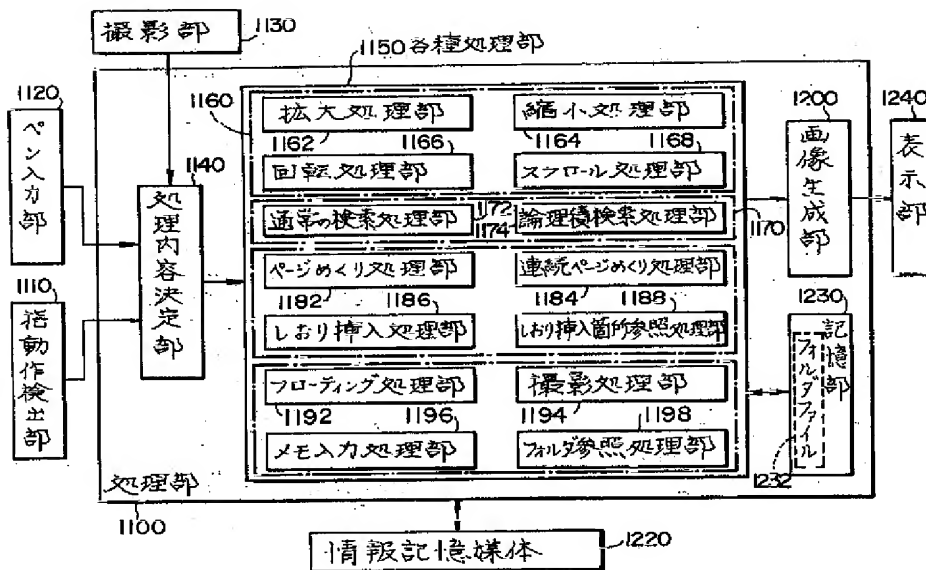 撮影部
1130
1150各種処理部
1120
ペン入力部
1160
拡大処理部
縮小処理部
1200
画像生成部
1240
表示部
1162
1166
1164
1168
1140
処理内容決定部
回転処理部
スクロール処理部
通常の検索処理部
1172
1174
論理積検索処理部
1170
ページめくり処理部
連続ページめくり処理部
1110
指動作検出部
1182
1186
1184
1188
1230
記憶部
しおり挿入処理部
しおり挿入箇所参照処理部
フォルダファイル
フローティング処理部
撮影処理部
1192
1196
1194
1198
メモ入力処理部
フォルダ参照処理部
1232
処理部
1100
情報記憶媒体
1220